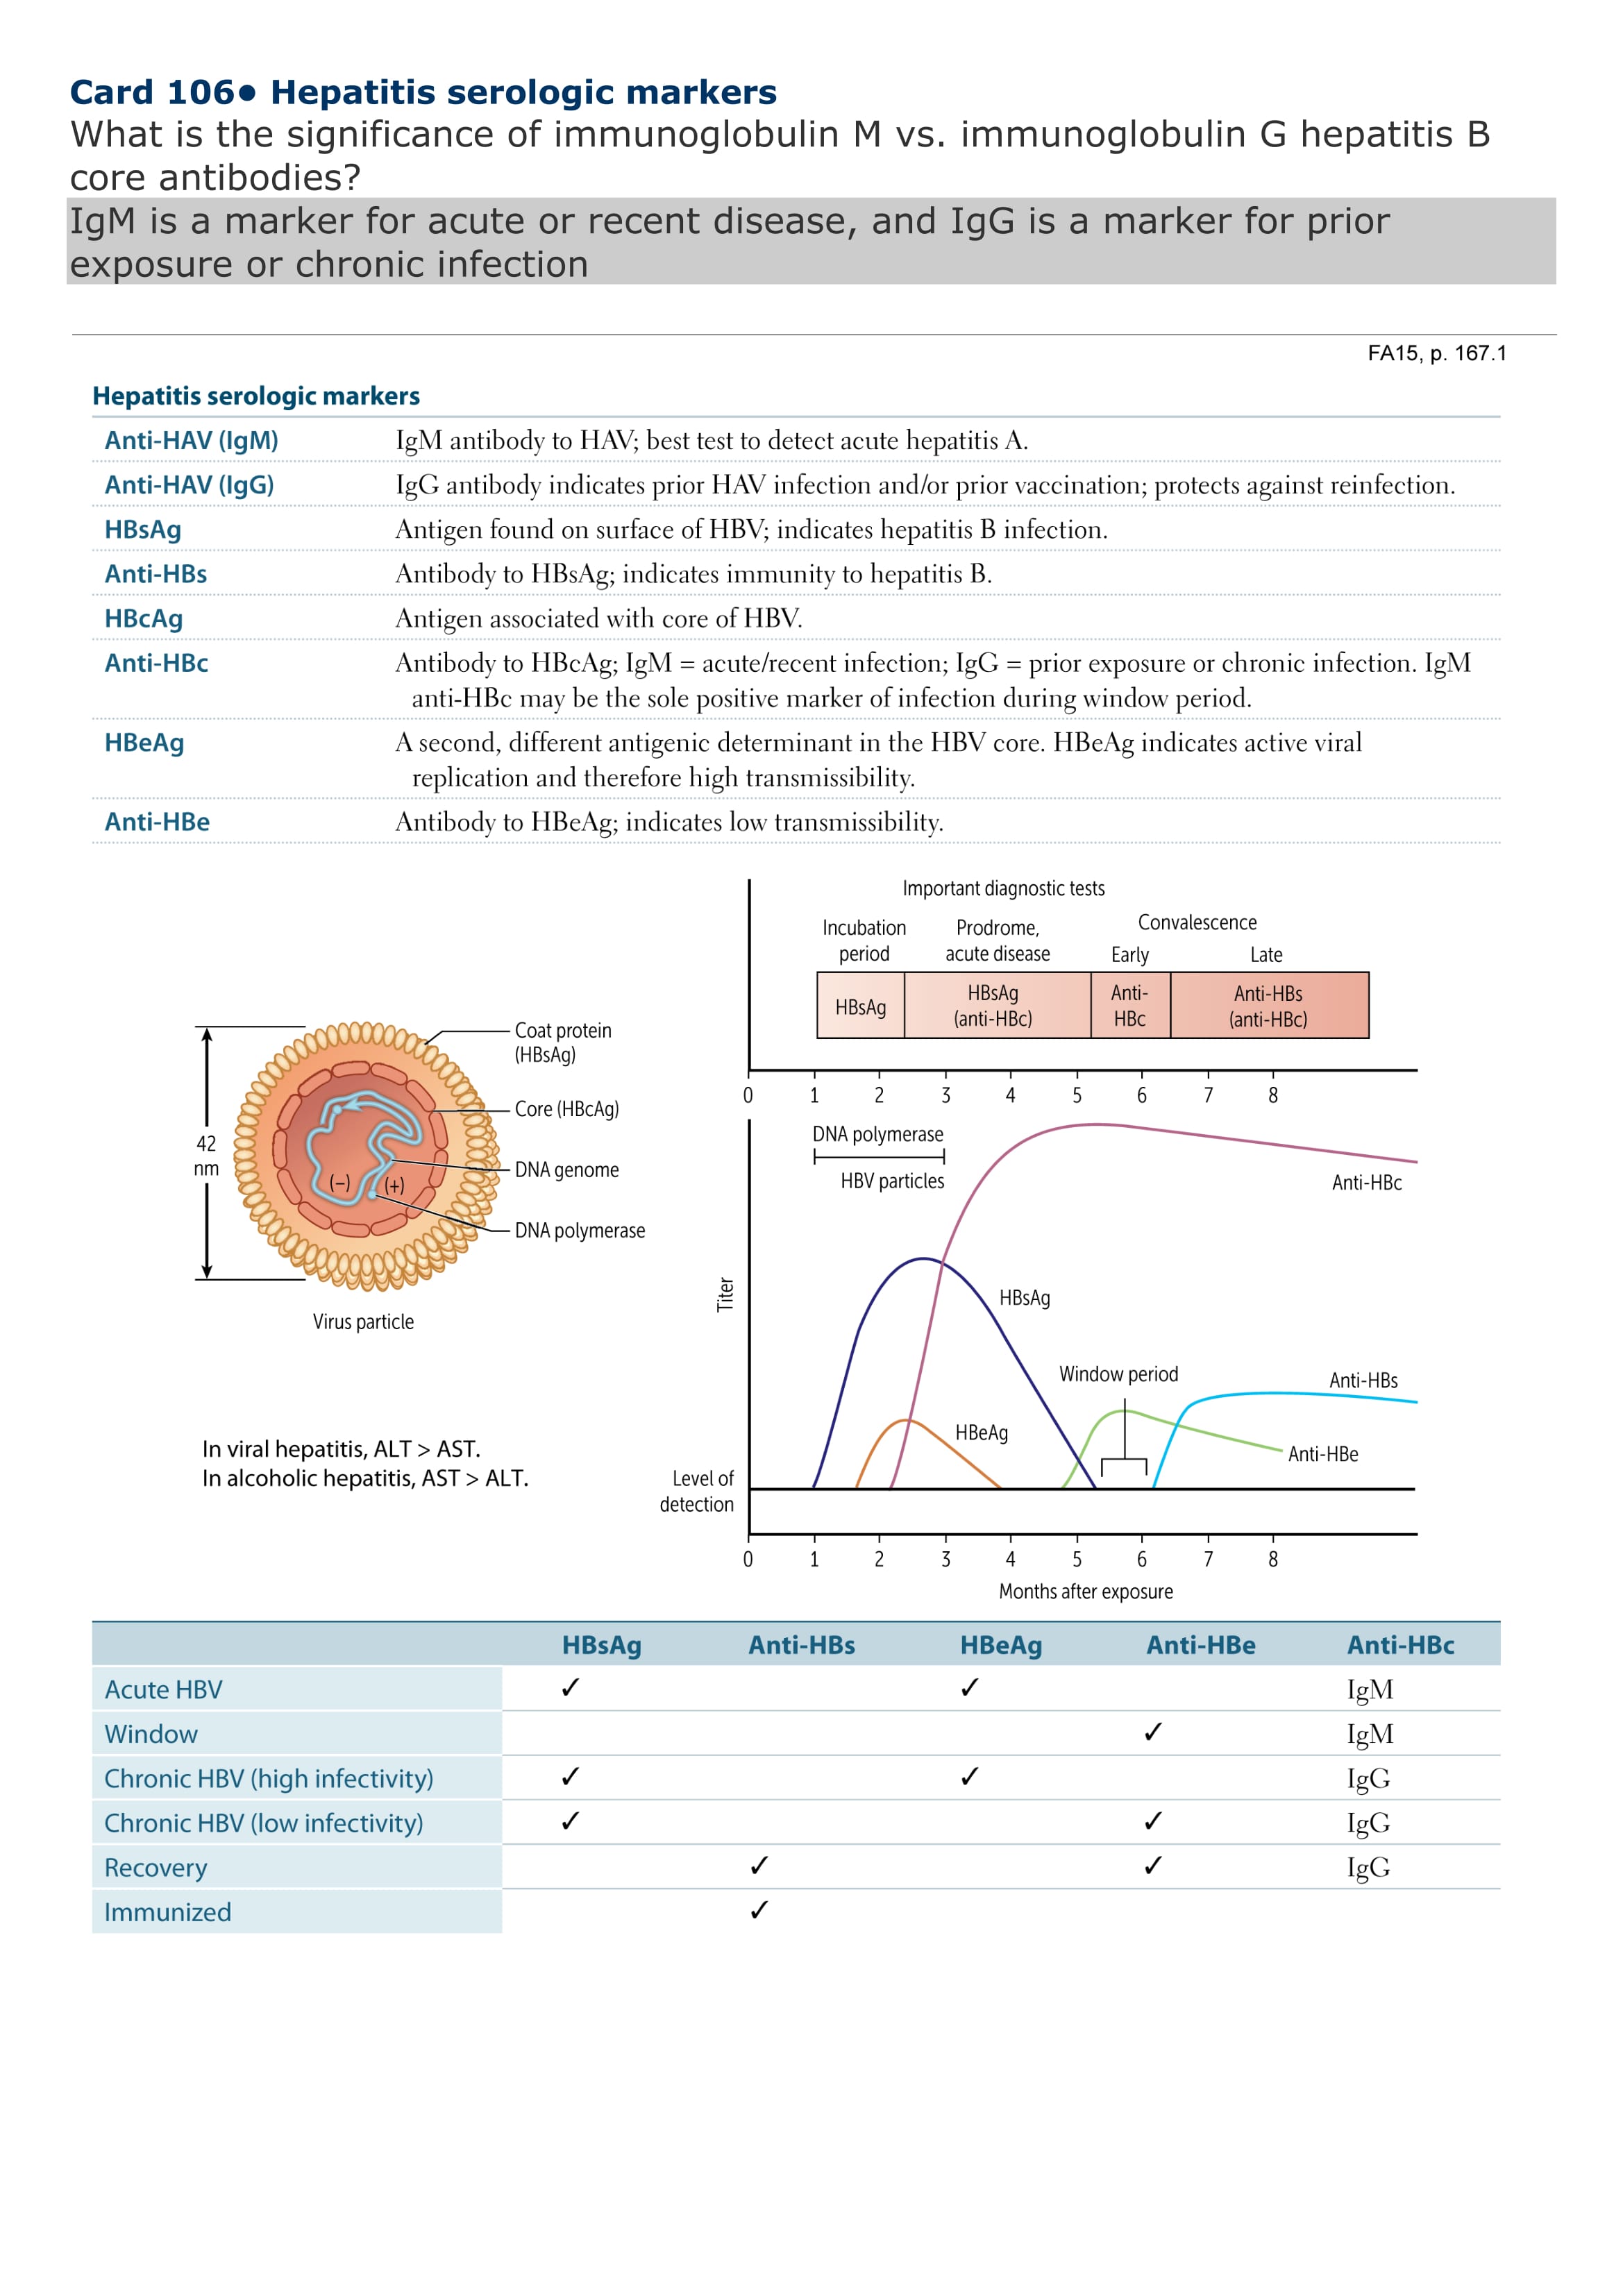 Card 106● Hepatitis serologic markers
What is the significance of immunoglobulin M vs. immunoglobulin G hepatitis B
core antibodies?
IgM is a marker for acute or recent disease, and IgG is a marker for prior
exposure or chronic infection
FA15, p. 167.1
Hepatitis serologic markers
Anti-HAV (IgM) IgM antibody to HAV; best test to detect acute hepatitis A.
Anti-HAV (IgG) IgG antibody indicates prior HAV infection and/or prior vaccination; protects against reinfection.
HBsAg Antigen found on surface of HBV; indicates hepatitis B infection.
Anti-HBs Antibody to HBsAg; indicates immunity to hepatitis B.
HBcAg Antigen associated with core of HBV.
Anti-HBc Antibody to HBcAg; IgM = acute/recent infection; IgG = prior exposure or chronic infection. IgM
anti-HBc may be the sole positive marker of infection during window period.
HBeAg A second, different antigenic determinant in the HBV core. HBeAg indicates active viral
replication and therefore high transmissibility.
Anti-HBe Antibody to HBeAg; indicates low transmissibility.
42
nm
Coat protein
(HBsAg)
Core (HBcAg)
DNA genome
DNA polymerase
(–) (+)
Virus particle
In viral hepatitis, ALT > AST.
In alcoholic hepatitis, AST > ALT.
Important diagnostic tests
Incubation
period
Prodrome,
acute disease
Convalescence
Early Late
HBsAg
HBsAg
(anti-HBc)
Anti-
HBc
Anti-HBs
(anti-HBc)
0 1 2 3 4 5 6 7 8
DNA polymerase
HBV particles
Anti-HBc
Titer
HBsAg
Window period
Anti-HBs
HBeAg
Anti-HBe
Level of
detection
0 1 2 3 4 5 6 7 8
Months after exposure
HBsAg Anti-HBs HBeAg Anti-HBe Anti-HBc
Acute HBV ✓ ✓ IgM
Window ✓ IgM
Chronic HBV (high infectivity) ✓ ✓ IgG
Chronic HBV (low infectivity) ✓ ✓ IgG
Recovery ✓ ✓ IgG
Immunized ✓